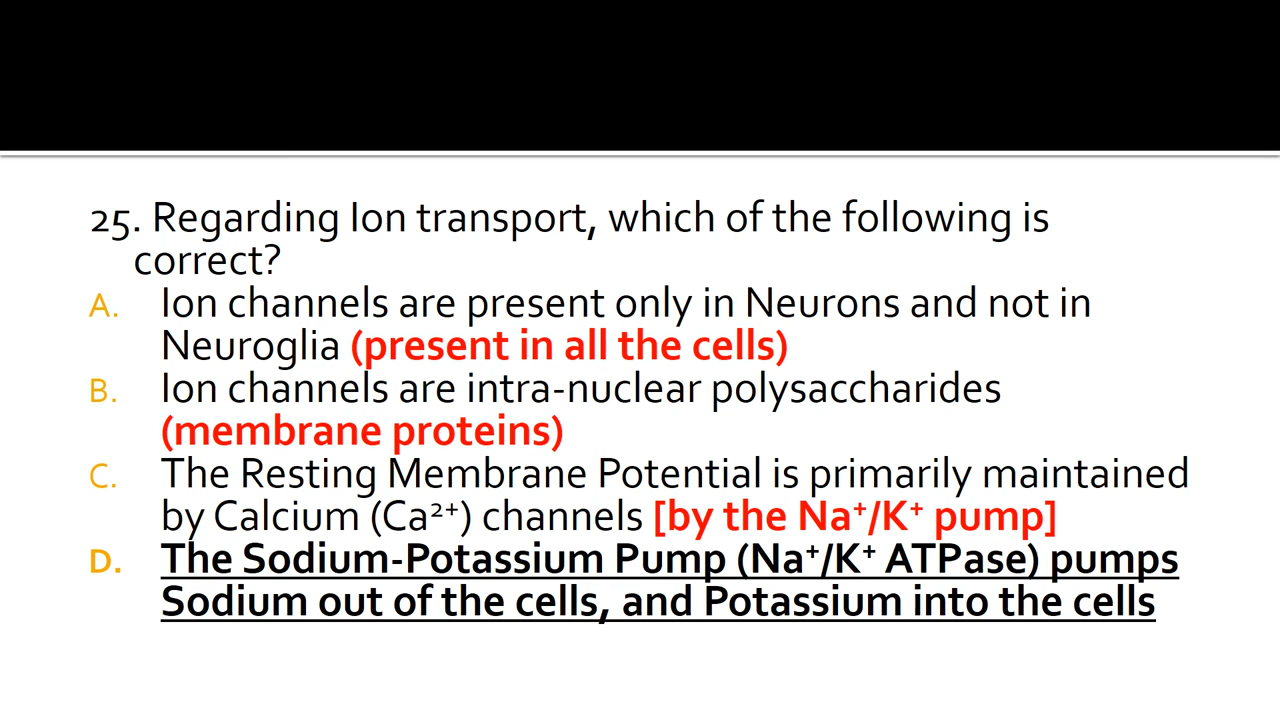 25. Regarding Ion transport, which of the following is
correct?
A. Ion channels are present only in Neurons and not in
Neuroglia (present in all the cells)
B. Ion channels are intra-nuclear polysaccharides
(membrane proteins)
C. The Resting Membrane Potential is primarily maintained
by Calcium (Ca²⁺) channels [by the Na⁺/K⁺ pump]
D. The Sodium-Potassium Pump (Na⁺/K⁺ ATPase) pumps
Sodium out of the cells, and Potassium into the cells